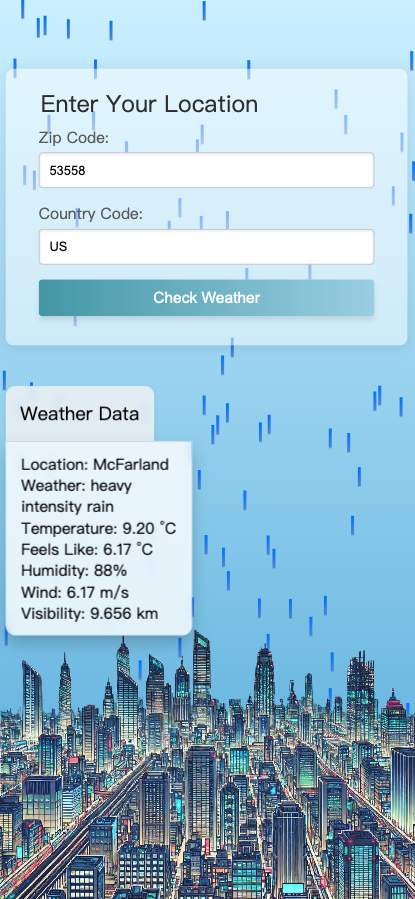 Enter Your Location
Zip Code:
53558
Country Code:
US
Check Weather
Weather Data
Location: McFarland
Weather: heavy
intensity rain
Temperature: 9.20 °C
Feels Like: 6.17 °C
Humidity: 88%
Wind: 6.17 m/s
Visibility: 9.656 km